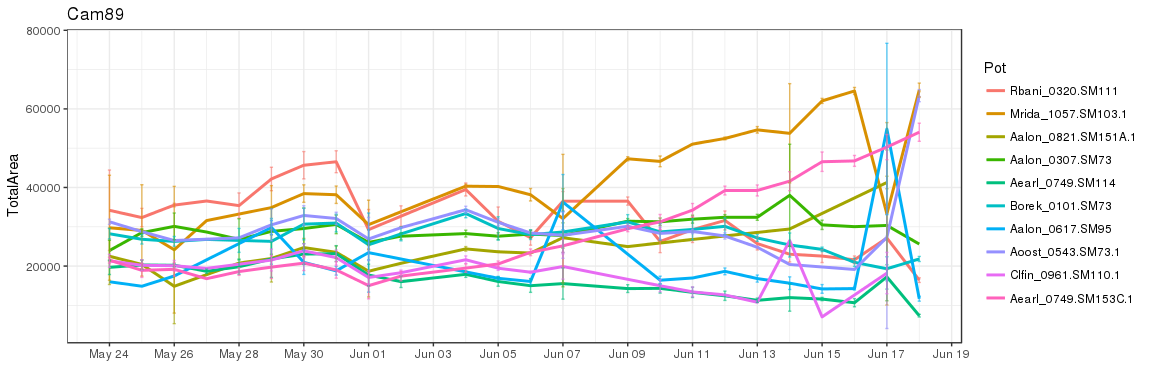 Cam89
TotalArea
80000
60000
40000
20000
May 24 May 26 May 28 May 30 Jun 01 Jun 03 Jun 05 Jun 07 Jun 09 Jun 11 Jun 13 Jun 15 Jun 17 Jun 19
Pot
Rbani_0320.SM111
Mrida_1057.SM103.1
Aalon_0821.SM151A.1
Aalon_0307.SM73
Aearl_0749.SM114
Borek_0101.SM73
Aalon_0617.SM95
Aoost_0543.SM73.1
Clfin_0961.SM110.1
Aearl_0749.SM153C.1